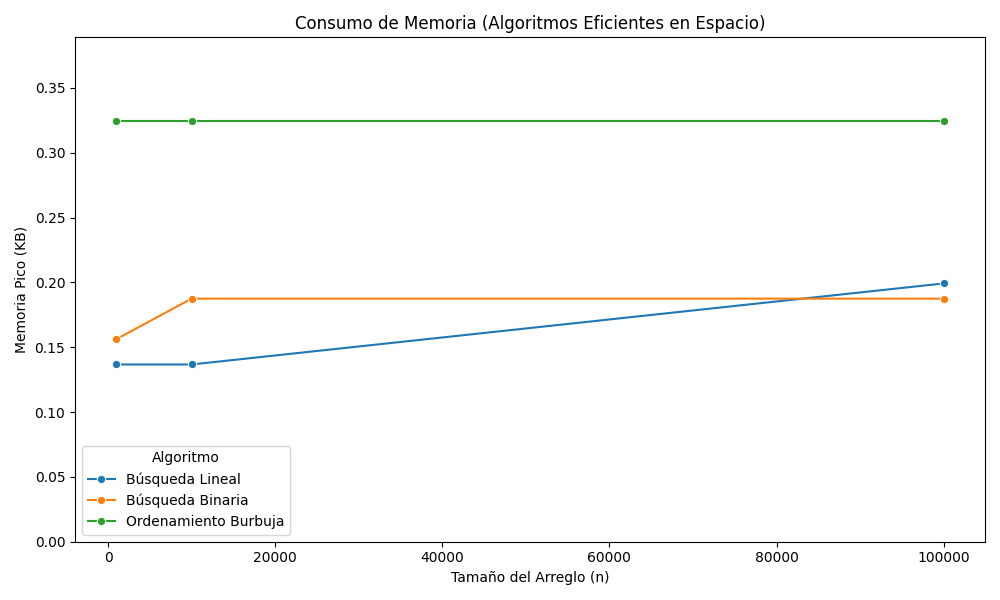 Consumo de Memoria (Algoritmos Eficientes en Espacio)
Memoria Pico (KB)
0.35
0.30
0.25
0.20
0.15
0.10
0.05
0.00
Algoritmo
Búsqueda Lineal
Búsqueda Binaria
Ordenamiento Burbuja
0 20000 40000 60000 80000 100000
Tamaño del Arreglo (n)